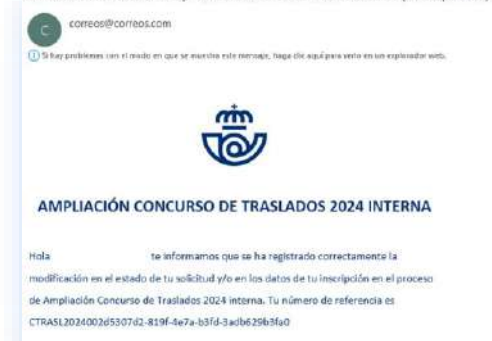 C
correos@correos.com
Si hay problemas con el modo en que se muestra este mensaje, haga clic aquí para verlo en un explorador web.
AMPLIACIÓN CONCURSO DE TRASLADOS 2024 INTERNA
Hola te informamos que se ha registrado correctamente la
modificación en el estado de tu solicitud y/o en los datos de tu inscripción en el proceso
de Ampliación Concurso de Traslados 2024 interna. Tu número de referencia es
CTRASL2024002d5307d2-819f-4e7a-b3fd-3adb629b3fa0